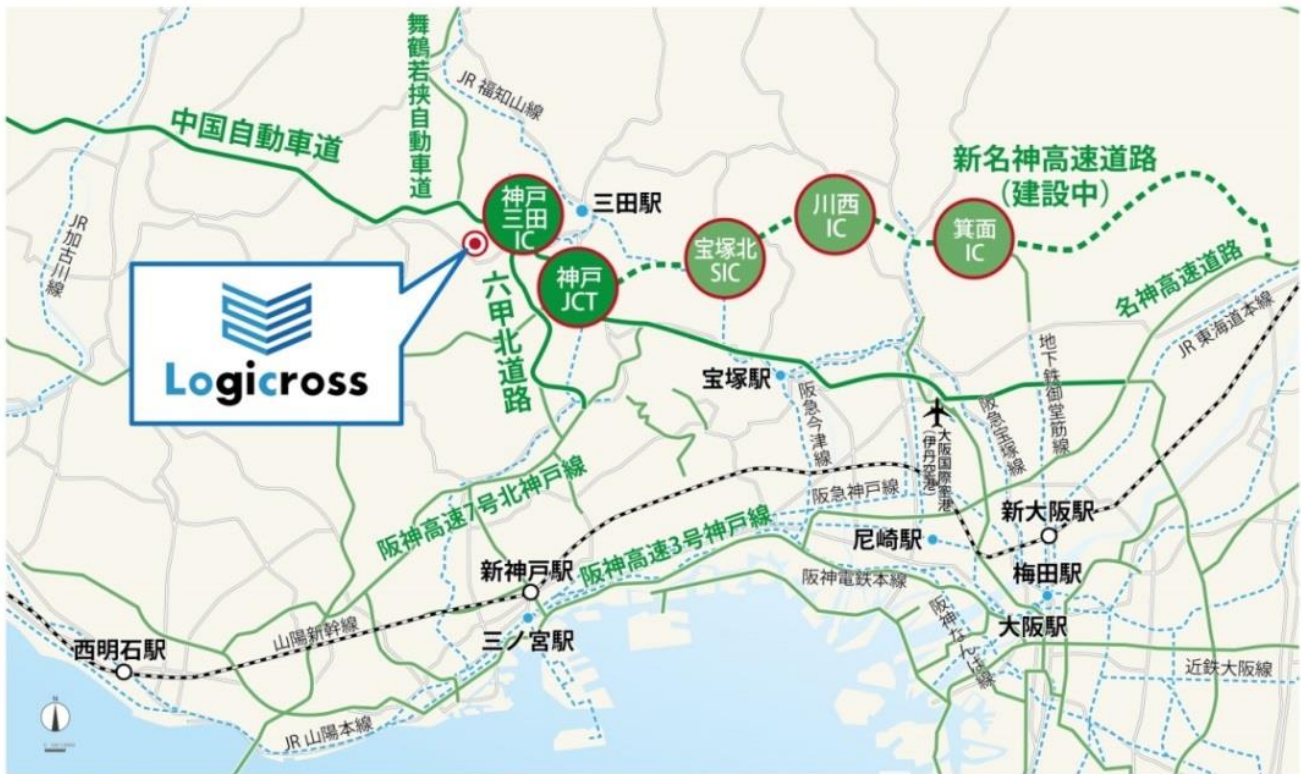 舞鶴若狭自動車道
JR 福知山線
中国自動車道
新名神高速道路
(建設中)
神戸
三田
IC
三田駅
川西
IC
箕面
IC
宝塚北
SIC
神戸
JCT
JR 加古川線
六甲北道路
名神高速道路
JR 東海道本線
Logicross
宝塚駅
地下鉄御堂筋線
阪急今津線
阪急宝塚線
大阪国際空港
(伊丹空港)
阪神高速7号北神戸線
阪急神戸線
新大阪駅
尼崎駅
阪神高速3号神戸線
新神戸駅
梅田駅
阪神電鉄本線
山陽新幹線
三ノ宮駅
大阪駅
阪神なんば線
西明石駅
近鉄大阪線
JR 山陽本線
N